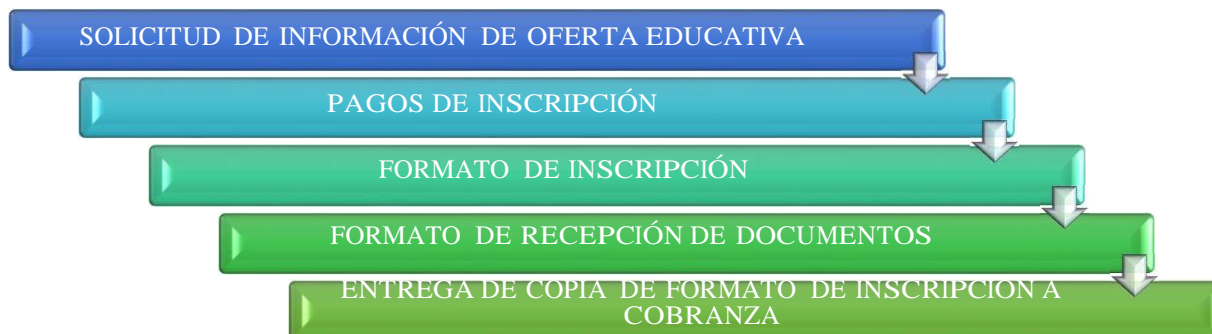 SOLICITUD DE INFORMACIÓN DE OFERTA EDUCATIVA
PAGOS DE INSCRIPCIÓN
FORMATO DE INSCRIPCIÓN
FORMATO DE RECEPCIÓN DE DOCUMENTOS
ENTREGA DE COPIA DE FORMATO DE INSCRIPCION A
COBRANZA